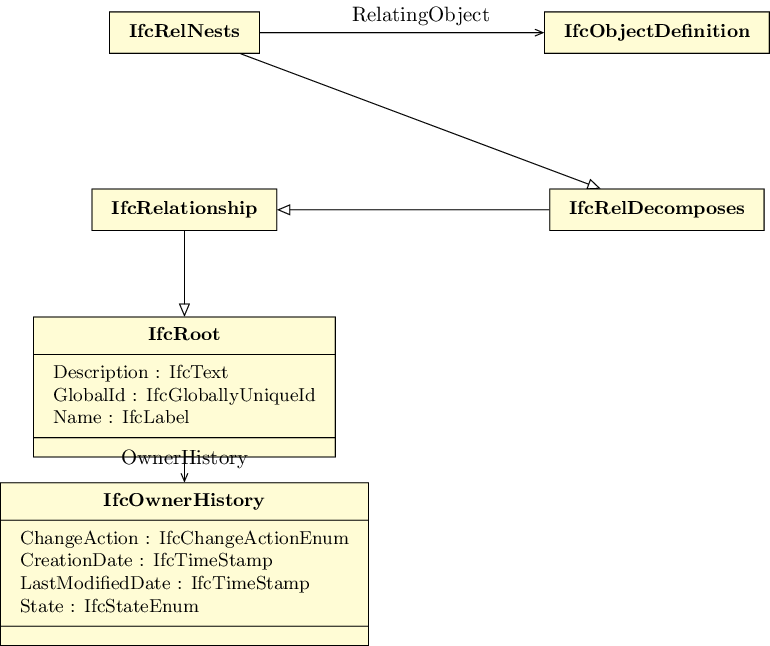 IfcRelNests
RelatingObject
IfcObjectDefinition
IfcRelationship
IfcRelDecomposes
IfcRoot
Description : IfcText
GlobalId : IfcGloballyUniqueId
Name : IfcLabel
OwnerHistory
IfcOwnerHistory
ChangeAction : IfcChangeActionEnum
CreationDate : IfcTimeStamp
LastModifiedDate : IfcTimeStamp
State : IfcStateEnum